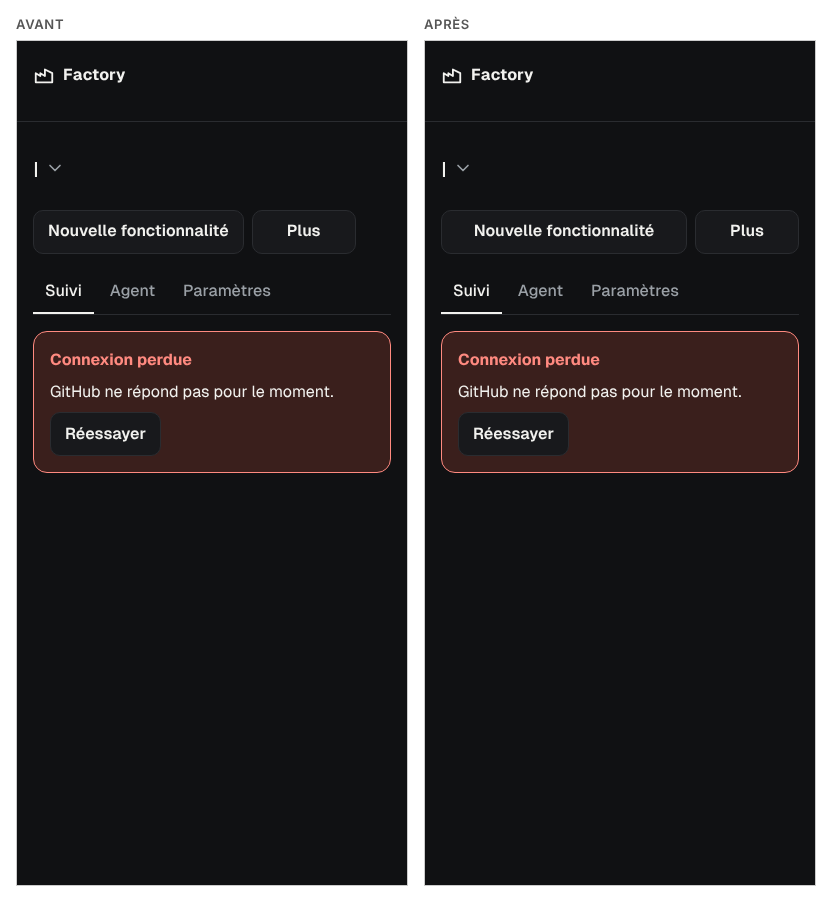 AVANT
Factory
Nouvelle fonctionnalité
Plus
Suivi
Agent
Paramètres
Connexion perdue
GitHub ne répond pas pour le moment.
Réessayer
APRÈS
Factory
Nouvelle fonctionnalité
Plus
Suivi
Agent
Paramètres
Connexion perdue
GitHub ne répond pas pour le moment.
Réessayer